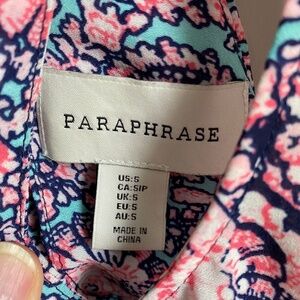 PARAPHRASE
US:S
CA:S/P
UK:S
EU:S
AU:S
MADE IN
CHINA